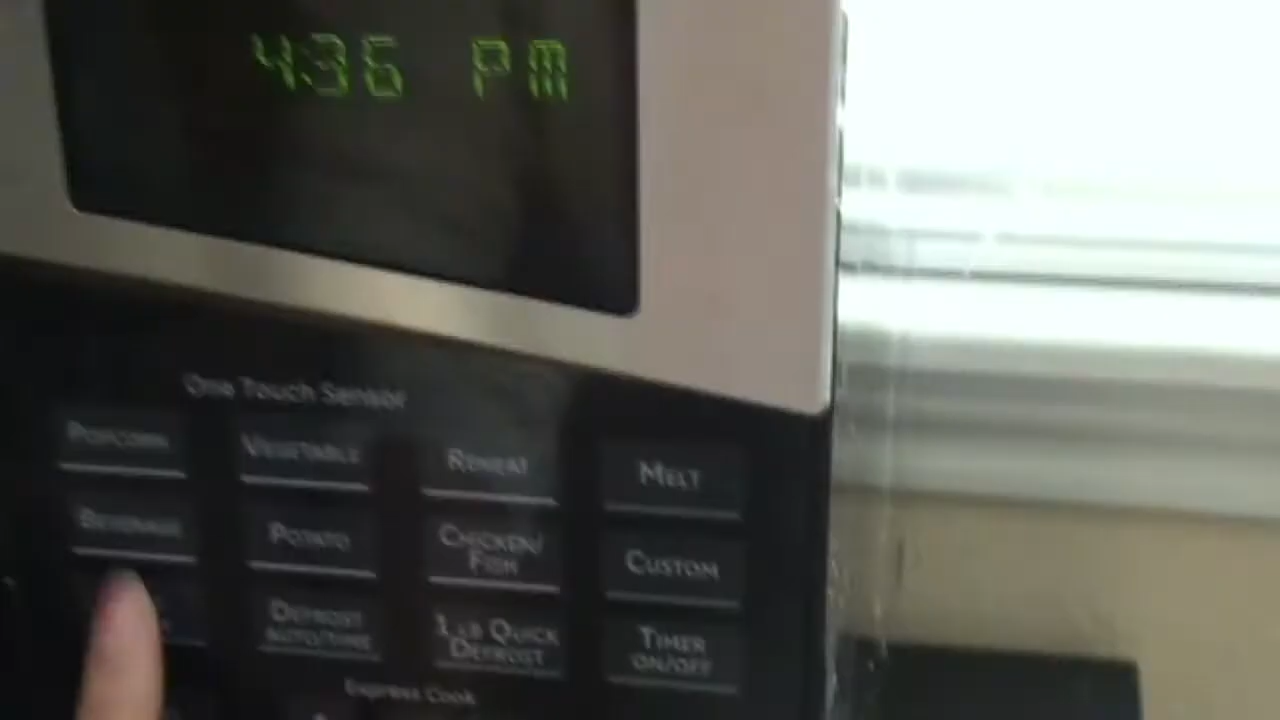 4:36 PM
One Touch Sensor
POPCORN VEGETABLE REHEAT MELT
BEVERAGE POTATO CHICKEN/
FISH CUSTOM
DEFROST
AUTO/TIME 1 LB QUICK
DEFROST TIMER
ON/OFF
Express Cook